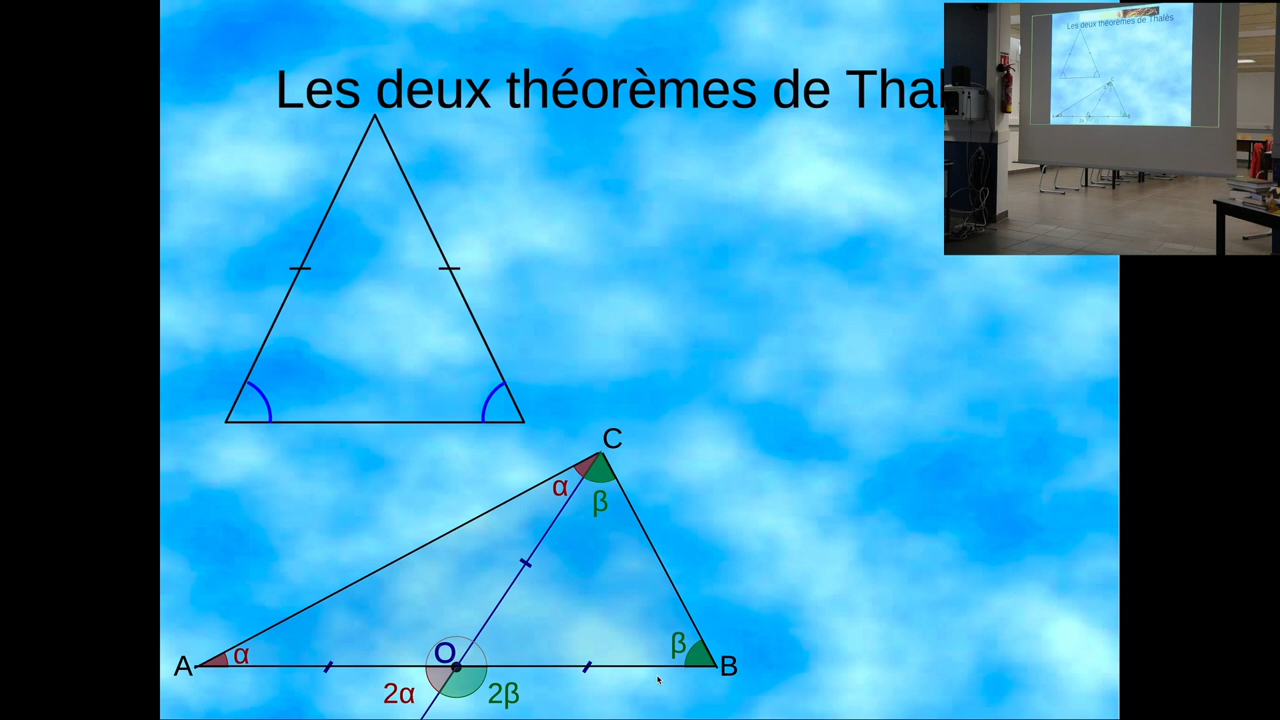 Les deux théorèmes de Thal
C
α
β
A
α
O
β
B
2α
2β
Les deux théorèmes de Thalès